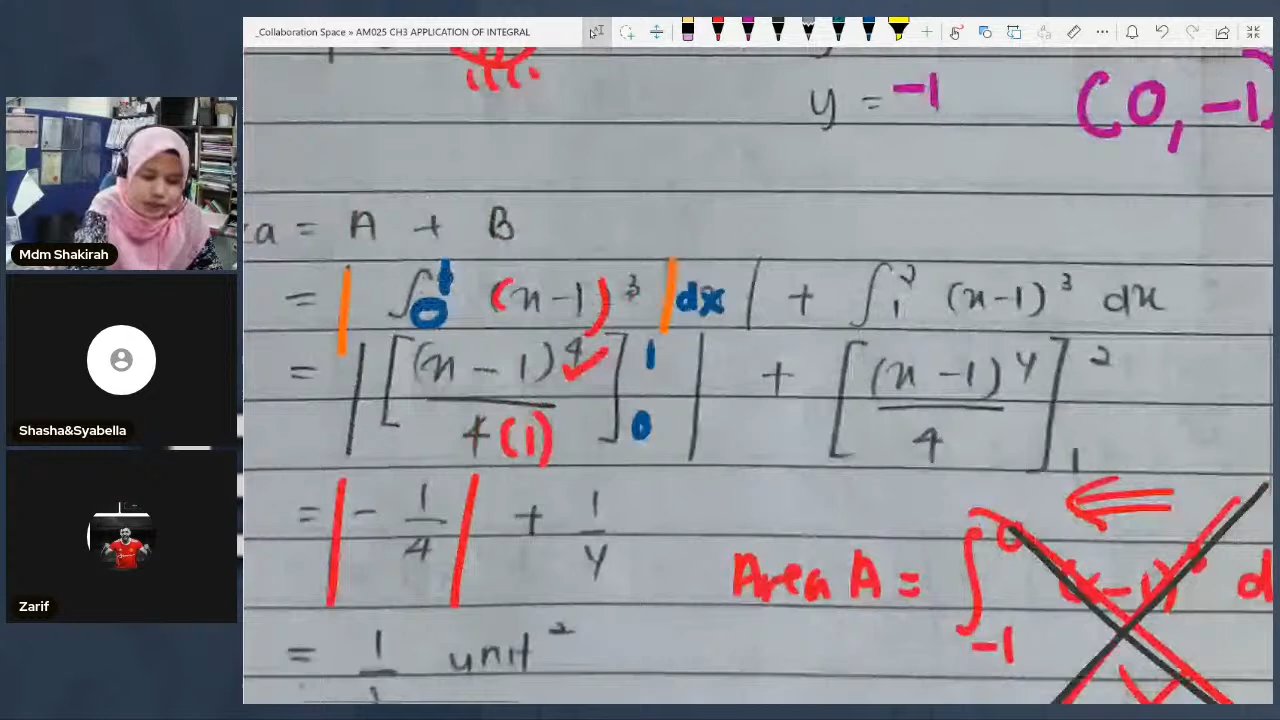 _Collaboration Space » AM025 CH3 APPLICATION OF INTEGRAL
y = -1 (0, -1)
ea = A + B
= | ∫₀¹ (x-1)³ | dx | + ∫₁² (x-1)³ dx
= | [(x-1)⁴ / 4(1)]₀¹ | + [(x-1)⁴ / 4]₁²
= | - 1/4 | + 1/4
Area A = ∫₋₁⁰
= 1 unit²
Mdm Shakirah
Shasha&Syabella
Zarif